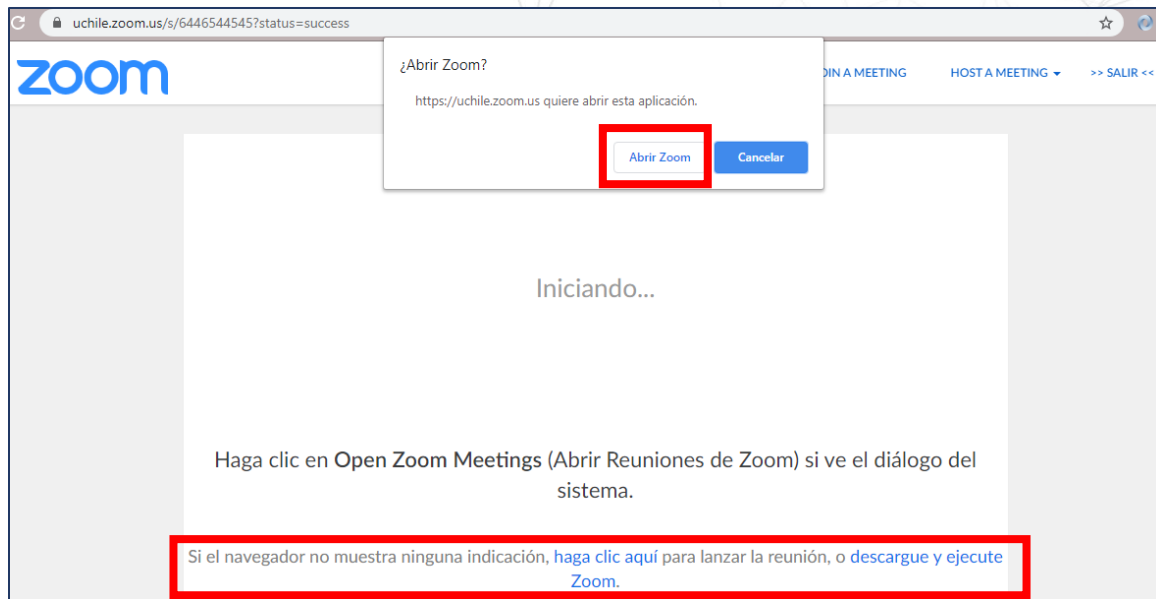 uchile.zoom.us/s/6446544545?status=success
zoom
¿Abrir Zoom?
https://uchile.zoom.us quiere abrir esta aplicación.
Abrir Zoom
Cancelar
A MEETING
HOST A MEETING
>> SALIR <<
Iniciando...
Haga clic en Open Zoom Meetings (Abrir Reuniones de Zoom) si ve el diálogo del
sistema.
Si el navegador no muestra ninguna indicación, haga clic aquí para lanzar la reunión, o descargue y ejecute
Zoom.